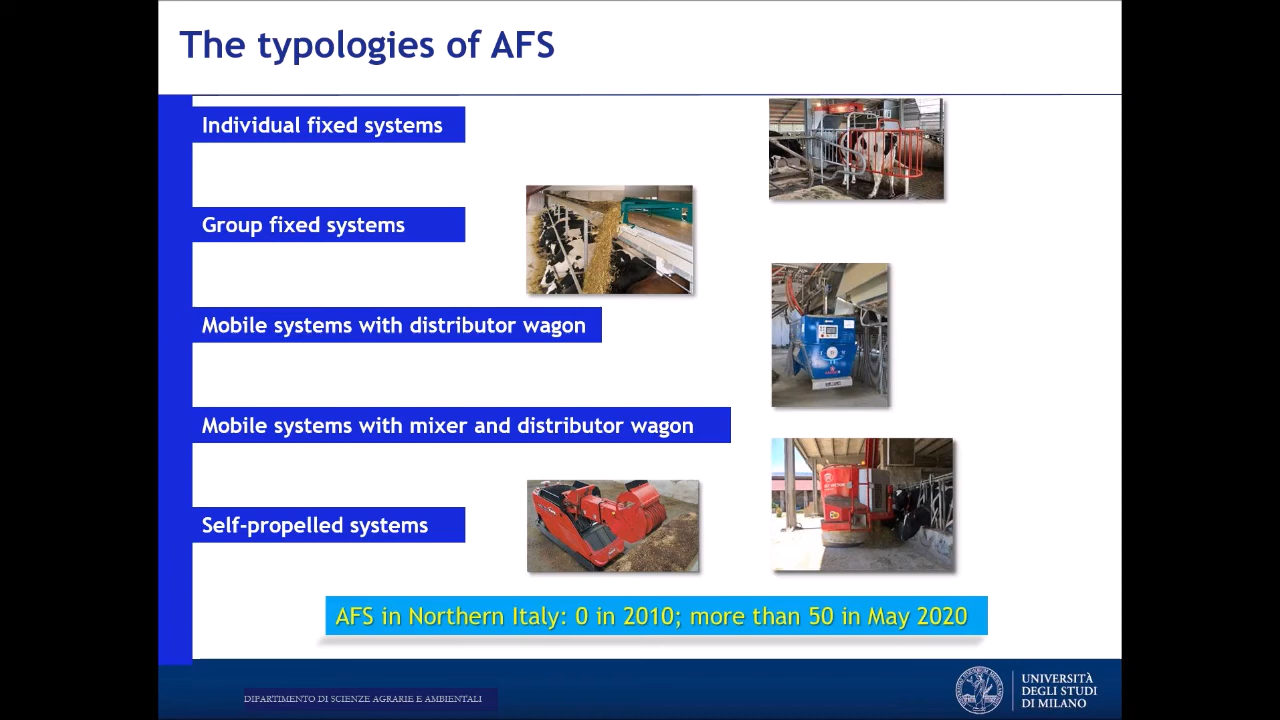 The typologies of AFS
Individual fixed systems
Group fixed systems
Mobile systems with distributor wagon
Mobile systems with mixer and distributor wagon
Self-propelled systems
AFS in Northern Italy: 0 in 2010; more than 50 in May 2020
DIPARTIMENTO DI SCIENZE AGRARIE E AMBIENTALI
UNIVERSITÀ
DEGLI STUDI
DI MILANO